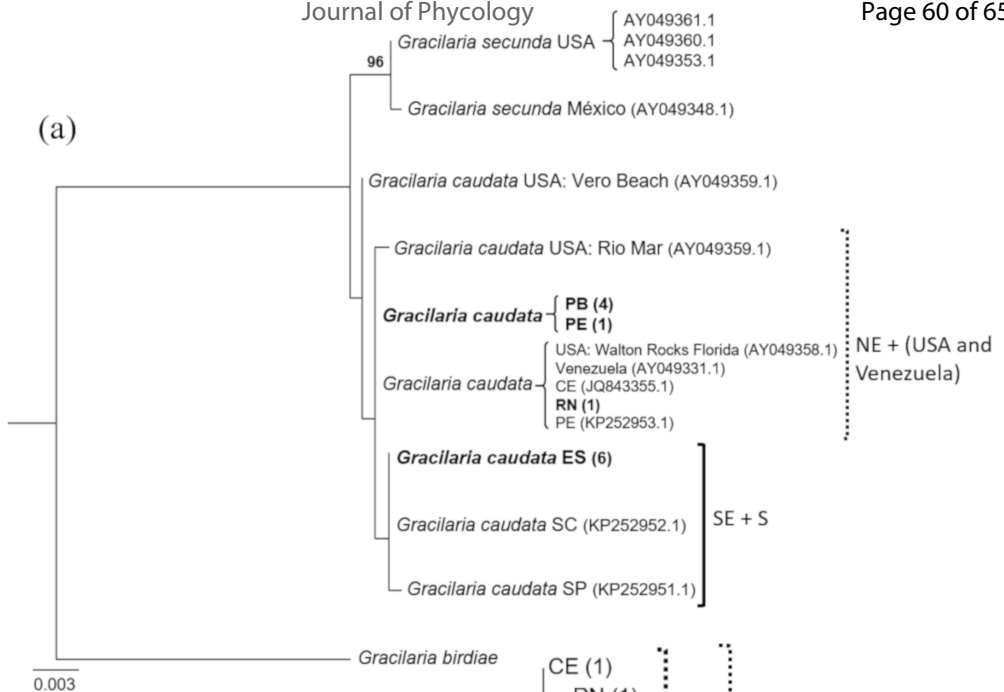 Journal of Phycology
Page 60 of 65
(a)
96
Gracilaria secunda USA
AY049361.1
AY049360.1
AY049353.1
Gracilaria secunda México (AY049348.1)
Gracilaria caudata USA: Vero Beach (AY049359.1)
Gracilaria caudata USA: Rio Mar (AY049359.1)
Gracilaria caudata
PB (4)
PE (1)
Gracilaria caudata
USA: Walton Rocks Florida (AY049358.1)
Venezuela (AY049331.1)
CE (JQ843355.1)
RN (1)
PE (KP252953.1)
NE + (USA and
Venezuela)
Gracilaria caudata ES (6)
Gracilaria caudata SC (KP252952.1)
Gracilaria caudata SP (KP252951.1)
SE + S
Gracilaria birdiae
CE (1)
RN (1)
0.003